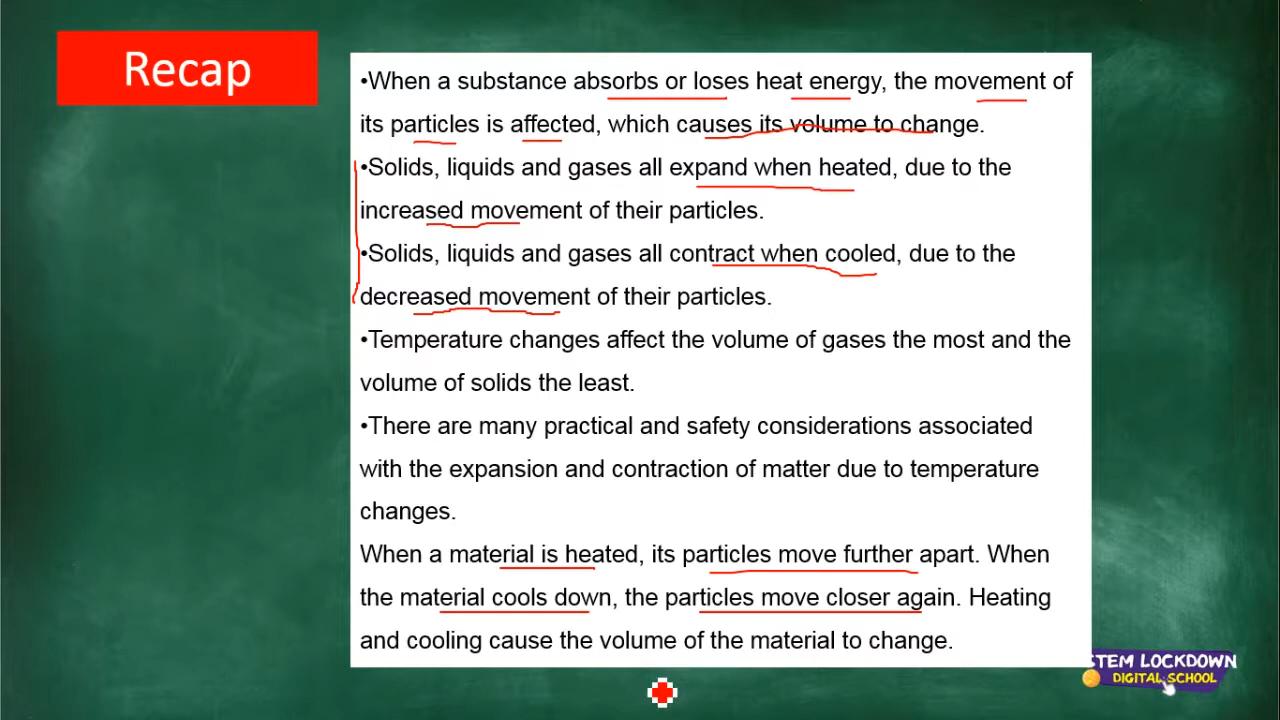 Recap
•When a substance absorbs or loses heat energy, the movement of
its particles is affected, which causes its volume to change.
•Solids, liquids and gases all expand when heated, due to the
increased movement of their particles.
•Solids, liquids and gases all contract when cooled, due to the
decreased movement of their particles.
•Temperature changes affect the volume of gases the most and the
volume of solids the least.
•There are many practical and safety considerations associated
with the expansion and contraction of matter due to temperature
changes.
When a material is heated, its particles move further apart. When
the material cools down, the particles move closer again. Heating
and cooling cause the volume of the material to change.
STEM LOCKDOWN
DIGITAL SCHOOL